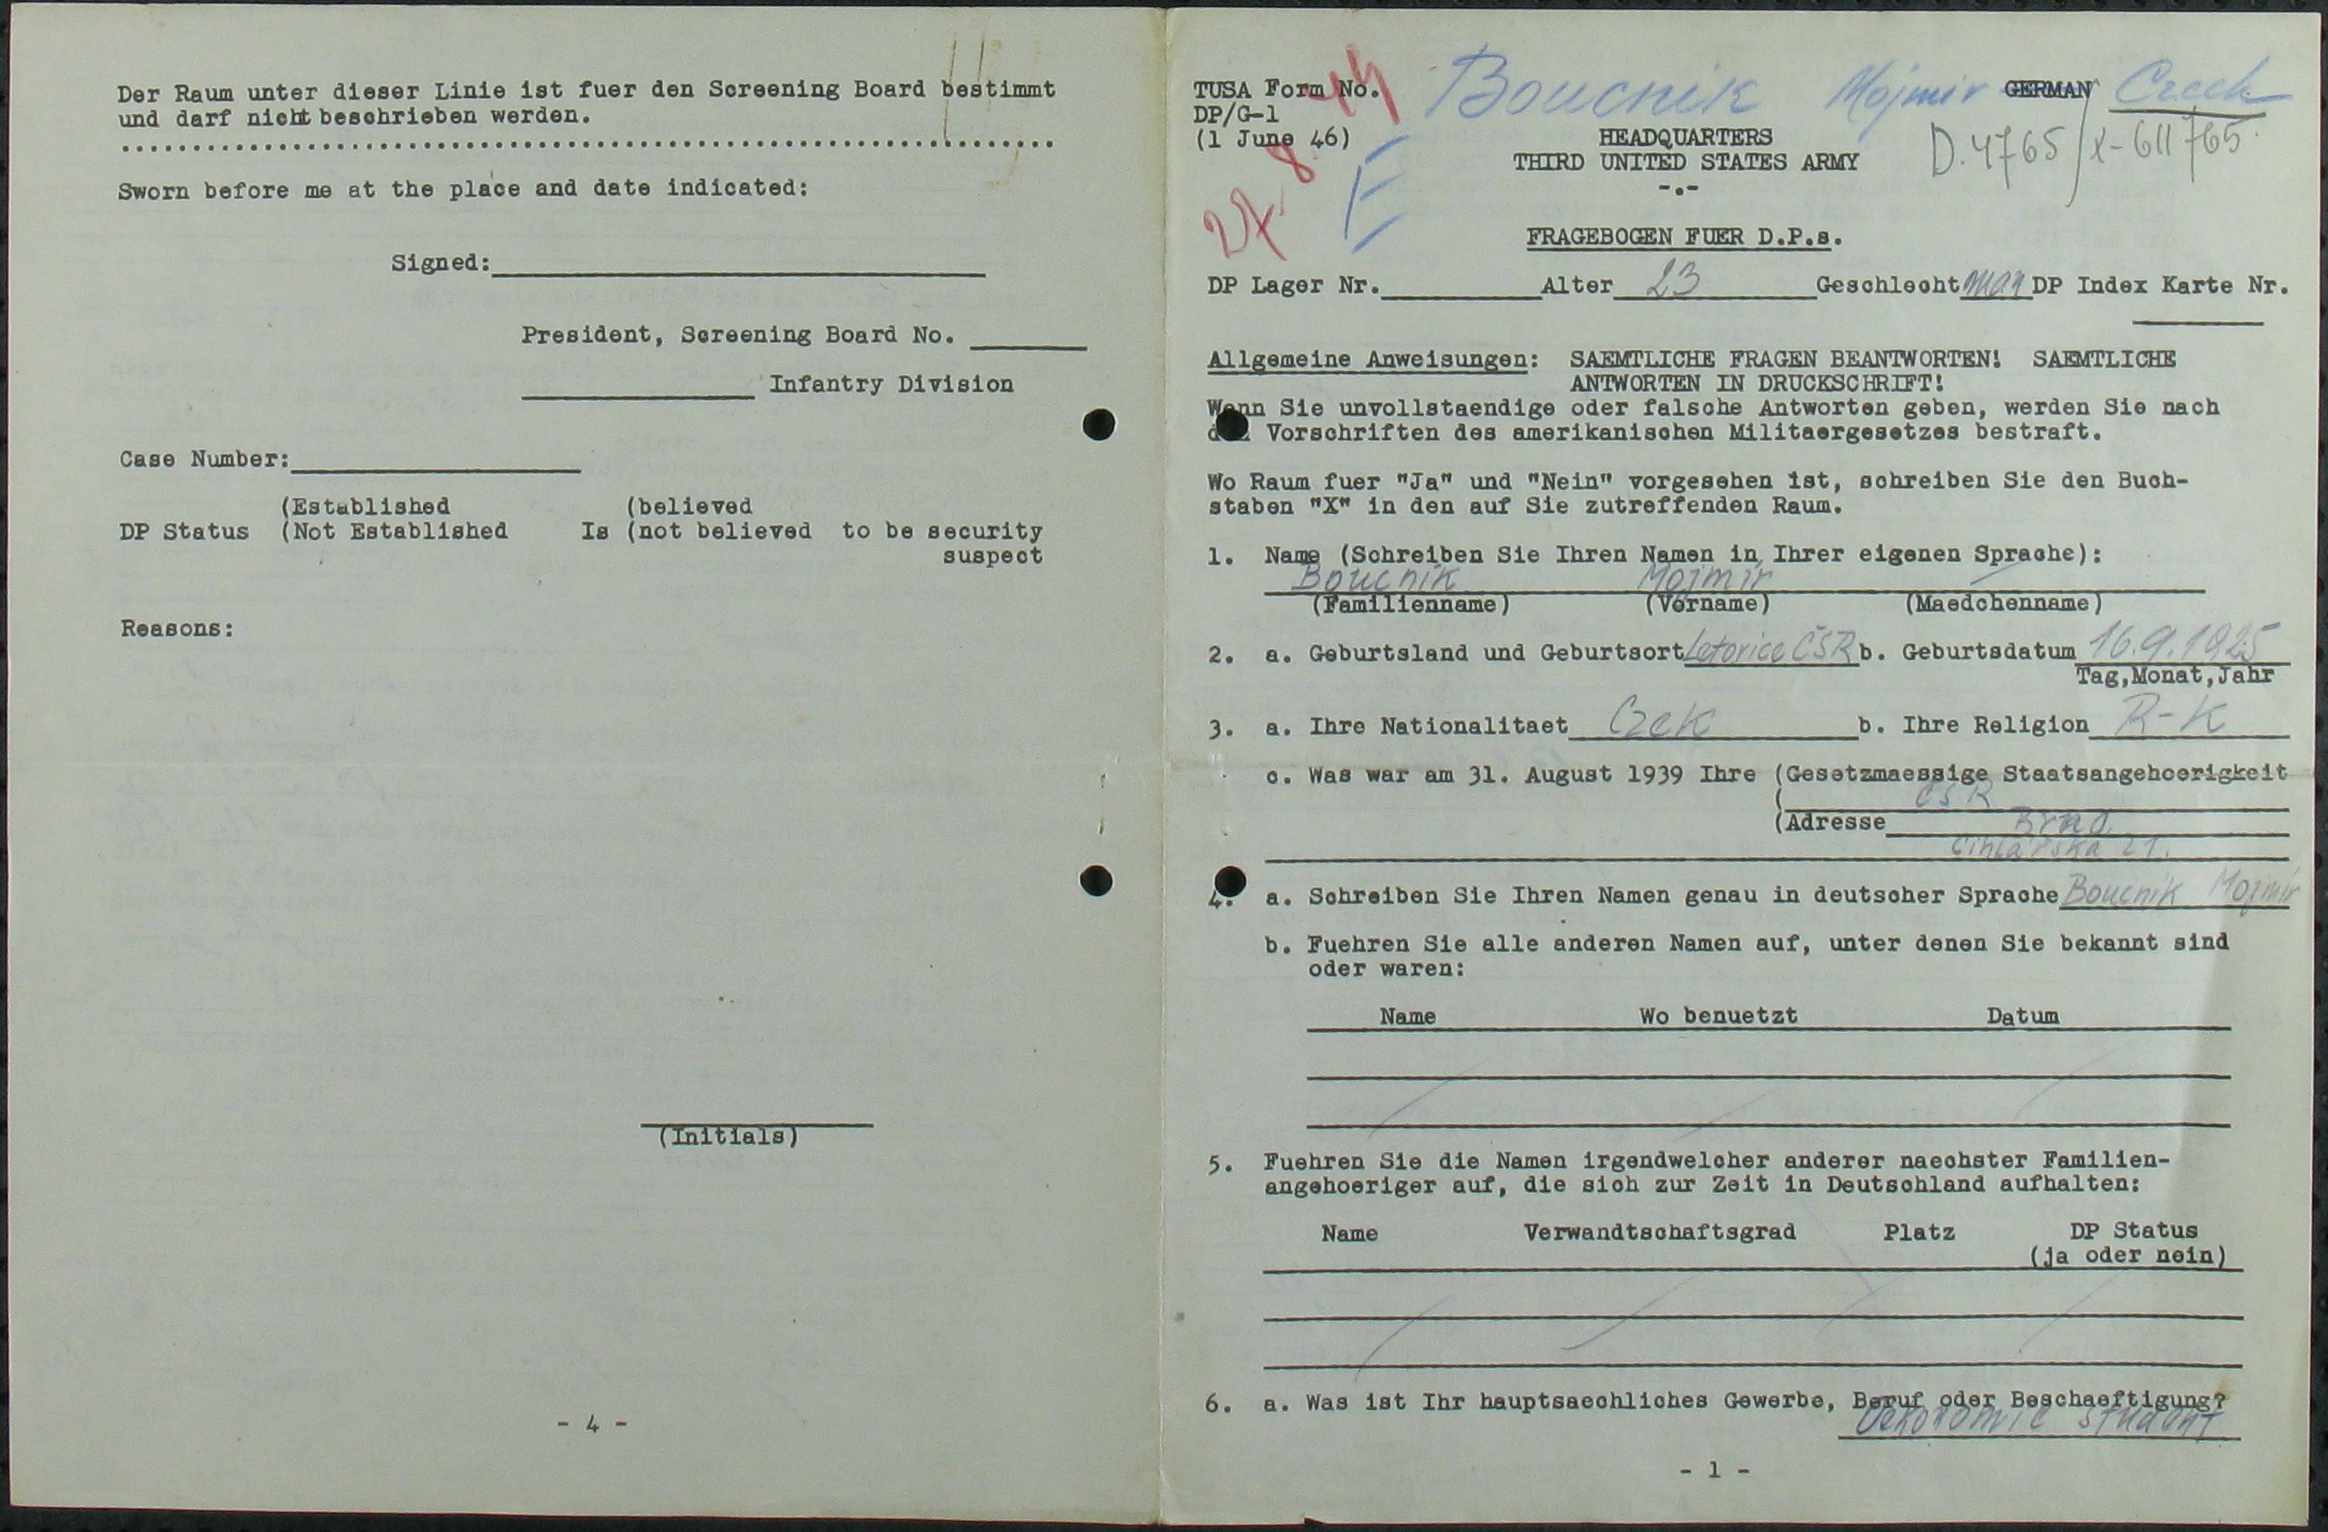 Der Raum unter dieser Linie ist fuer den Screening Board bestimmt
und darf nicht beschrieben werden.
Sworn before me at the place and date indicated:
Signed:
President, Screening Board No.
Infantry Division
Case Number:
(Established (believed
DP Status (Not Established Is (not believed to be security
suspect
Reasons:
(Initials)
- 4 -
TUSA Form No. Boucnik Mojmir GERMAN Czech
DP/G-1
(1 June 46)
HEADQUARTERS
THIRD UNITED STATES ARMY
D.4765/X-611765
-.-
27. 8. E
FRAGEBOGEN FUER D.P.s.
DP Lager Nr. Alter 23 Geschlecht man DP Index Karte Nr.
Allgemeine Anweisungen: SAEMTLICHE FRAGEN BEANTWORTEN! SAEMTLICHE
ANTWORTEN IN DRUCKSCHRIFT!
Wenn Sie unvollstaendige oder falsche Antworten geben, werden Sie nach
den Vorschriften des amerikanischen Militaergesetzes bestraft.
Wo Raum fuer "Ja" und "Nein" vorgesehen ist, schreiben Sie den Buch-
staben "X" in den auf Sie zutreffenden Raum.
1. Name (Schreiben Sie Ihren Namen in Ihrer eigenen Sprache):
Boucnik Mojmir
(Familienname) (Vorname) (Maedchenname)
2. a. Geburtsland und Geburtsort Letovice ČSR b. Geburtsdatum 16.9.1925
Tag,Monat,Jahr
3. a. Ihre Nationalitaet Czek b. Ihre Religion R-K
c. Was war am 31. August 1939 Ihre (Gesetzmaessige Staatsangehoerigkeit
( ČSR
(Adresse Brno
Cihlářská 21.
4. a. Schreiben Sie Ihren Namen genau in deutscher Sprache Boucnik Mojmir
b. Fuehren Sie alle anderen Namen auf, unter denen Sie bekannt sind
oder waren:
Name Wo benuetzt Datum
5. Fuehren Sie die Namen irgendwelcher anderer naechster Familien-
angehoeriger auf, die sich zur Zeit in Deutschland aufhalten:
Name Verwandtschaftsgrad Platz DP Status
(ja oder nein)
6. a. Was ist Ihr hauptsaechliches Gewerbe, Beruf oder Beschaeftigung?
Oekonomie student
- 1 -